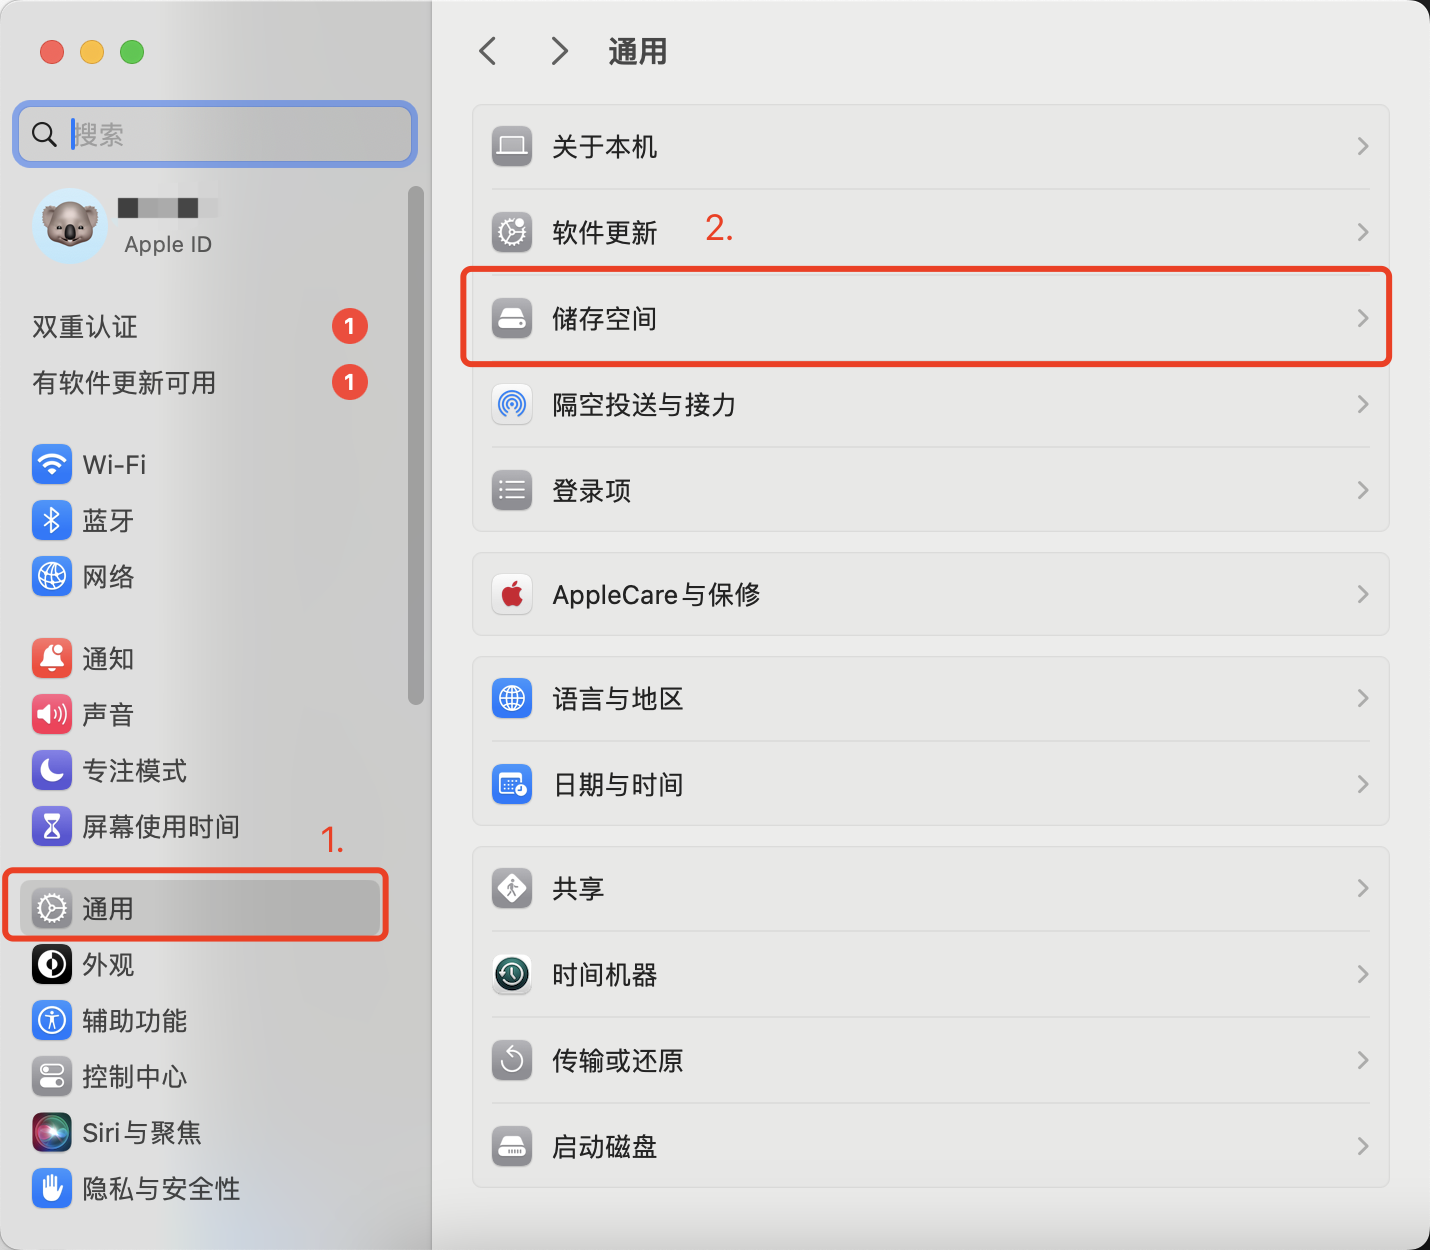 搜索
Apple ID
双重认证
1
有软件更新可用
1
Wi-Fi
蓝牙
网络
通知
声音
专注模式
屏幕使用时间
1.
通用
外观
辅助功能
控制中心
Siri与聚焦
隐私与安全性
通用
关于本机
软件更新
2.
储存空间
隔空投送与接力
登录项
AppleCare与保修
语言与地区
日期与时间
共享
时间机器
传输或还原
启动磁盘